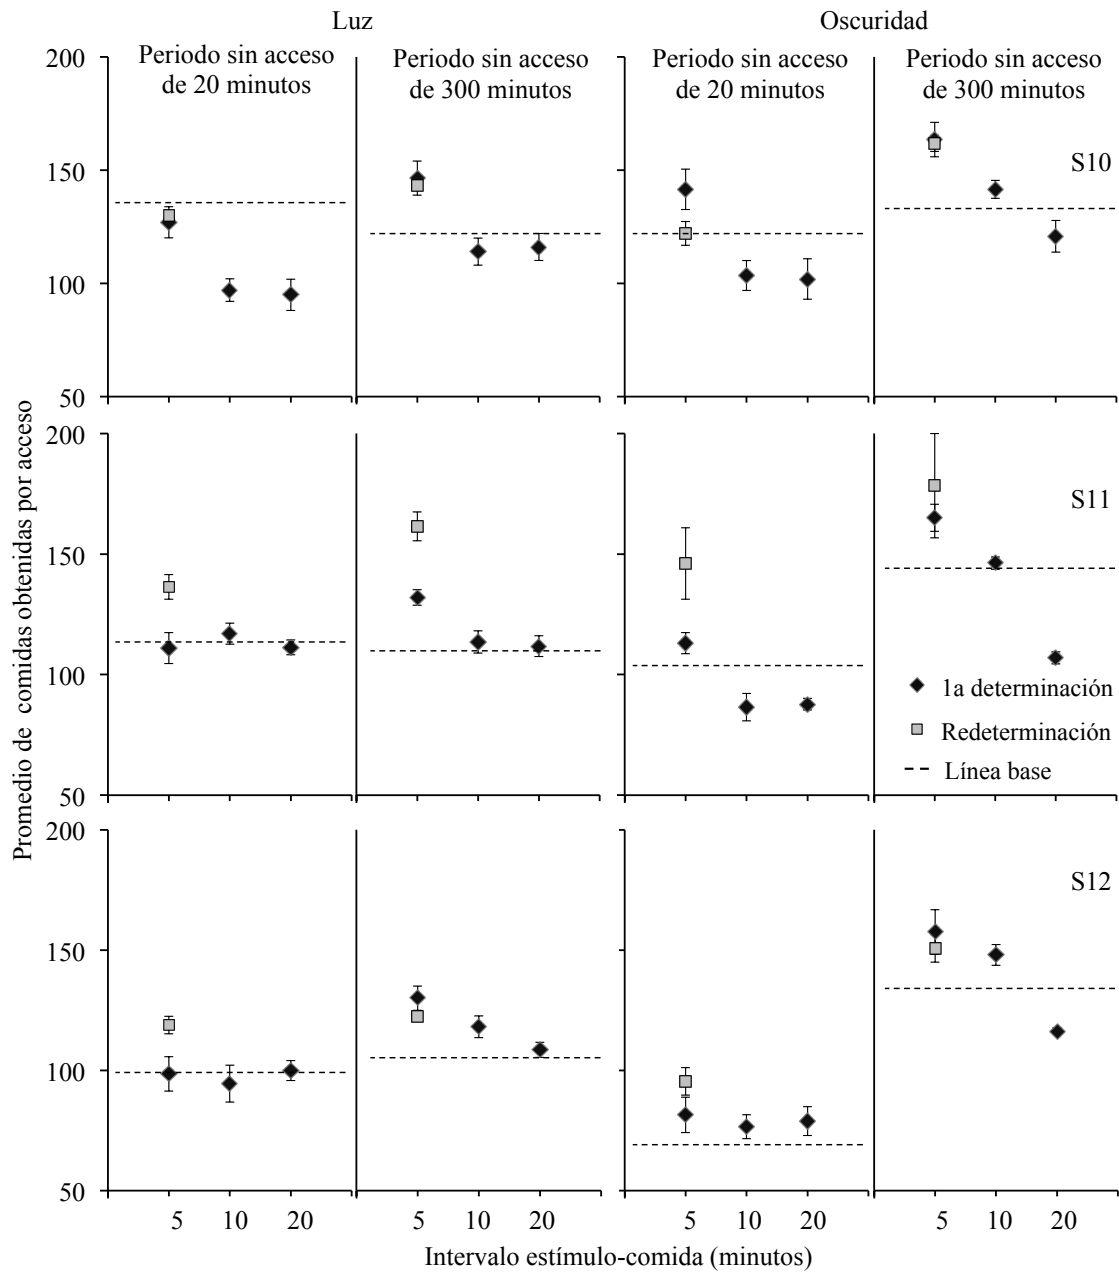 Luz
Oscuridad
Periodo sin acceso
de 20 minutos
Periodo sin acceso
de 300 minutos
Periodo sin acceso
de 20 minutos
Periodo sin acceso
de 300 minutos
Promedio de comidas obtenidas por acceso
200
150
100
50
S10
200
150
100
50
S11
1a determinación
Redeterminación
Línea base
200
150
100
50
S12
5 10 20 5 10 20 5 10 20 5 10 20
Intervalo estímulo-comida (minutos)